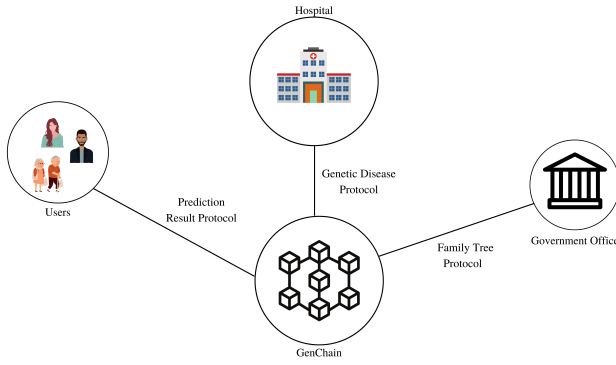 Hospital
Users
Prediction
Result Protocol
Genetic Disease
Protocol
Family Tree
Protocol
Government Office
GenChain